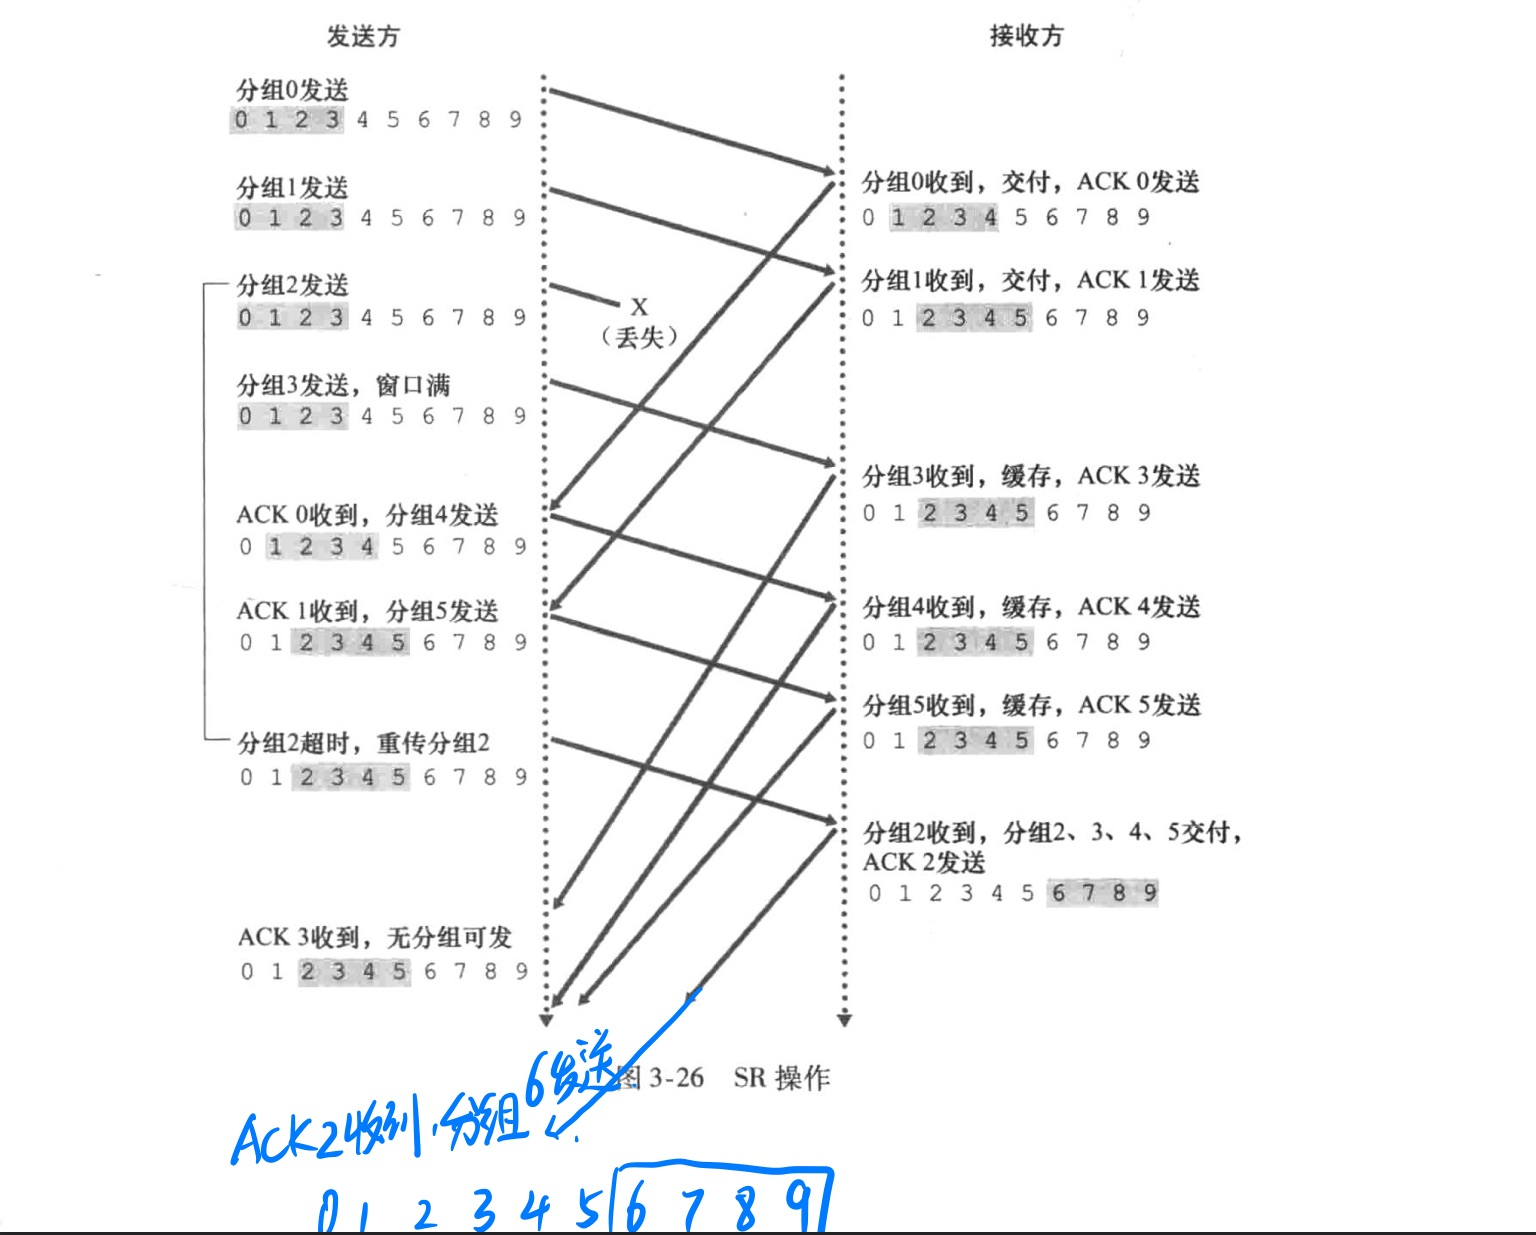 发送方
接收方
分组0发送
0 1 2 3 4 5 6 7 8 9
分组0收到，交付，ACK 0发送
0 1 2 3 4 5 6 7 8 9
分组1发送
0 1 2 3 4 5 6 7 8 9
分组1收到，交付，ACK 1发送
0 1 2 3 4 5 6 7 8 9
分组2发送
0 1 2 3 4 5 6 7 8 9
X
（丢失）
分组3发送，窗口满
0 1 2 3 4 5 6 7 8 9
分组3收到，缓存，ACK 3发送
0 1 2 3 4 5 6 7 8 9
ACK 0收到，分组4发送
0 1 2 3 4 5 6 7 8 9
分组4收到，缓存，ACK 4发送
0 1 2 3 4 5 6 7 8 9
ACK 1收到，分组5发送
0 1 2 3 4 5 6 7 8 9
分组5收到，缓存，ACK 5发送
0 1 2 3 4 5 6 7 8 9
分组2超时，重传分组2
0 1 2 3 4 5 6 7 8 9
分组2收到，分组2、3、4、5交付，
ACK 2发送
0 1 2 3 4 5 6 7 8 9
ACK 3收到，无分组可发
0 1 2 3 4 5 6 7 8 9
图 3-26 SR 操作
ACK2收到，分组6发送
0 1 2 3 4 5 6 7 8 9